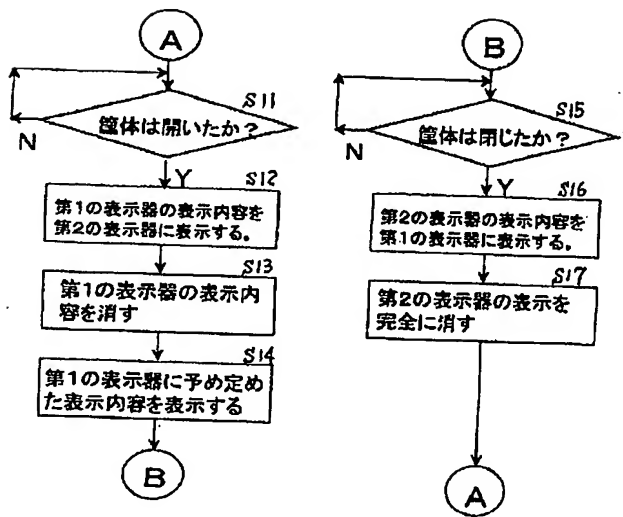 A
S11
筐体は開いたか?
N
Y
S12
第1の表示器の表示内容を
第2の表示器に表示する。
S13
第1の表示器の表示内
容を消す
S14
第1の表示器に予め定め
た表示内容を表示する
B
B
S15
筐体は閉じたか?
N
Y
S16
第2の表示器の表示内容を
第1の表示器に表示する。
S17
第2の表示器の表示を
完全に消す
A